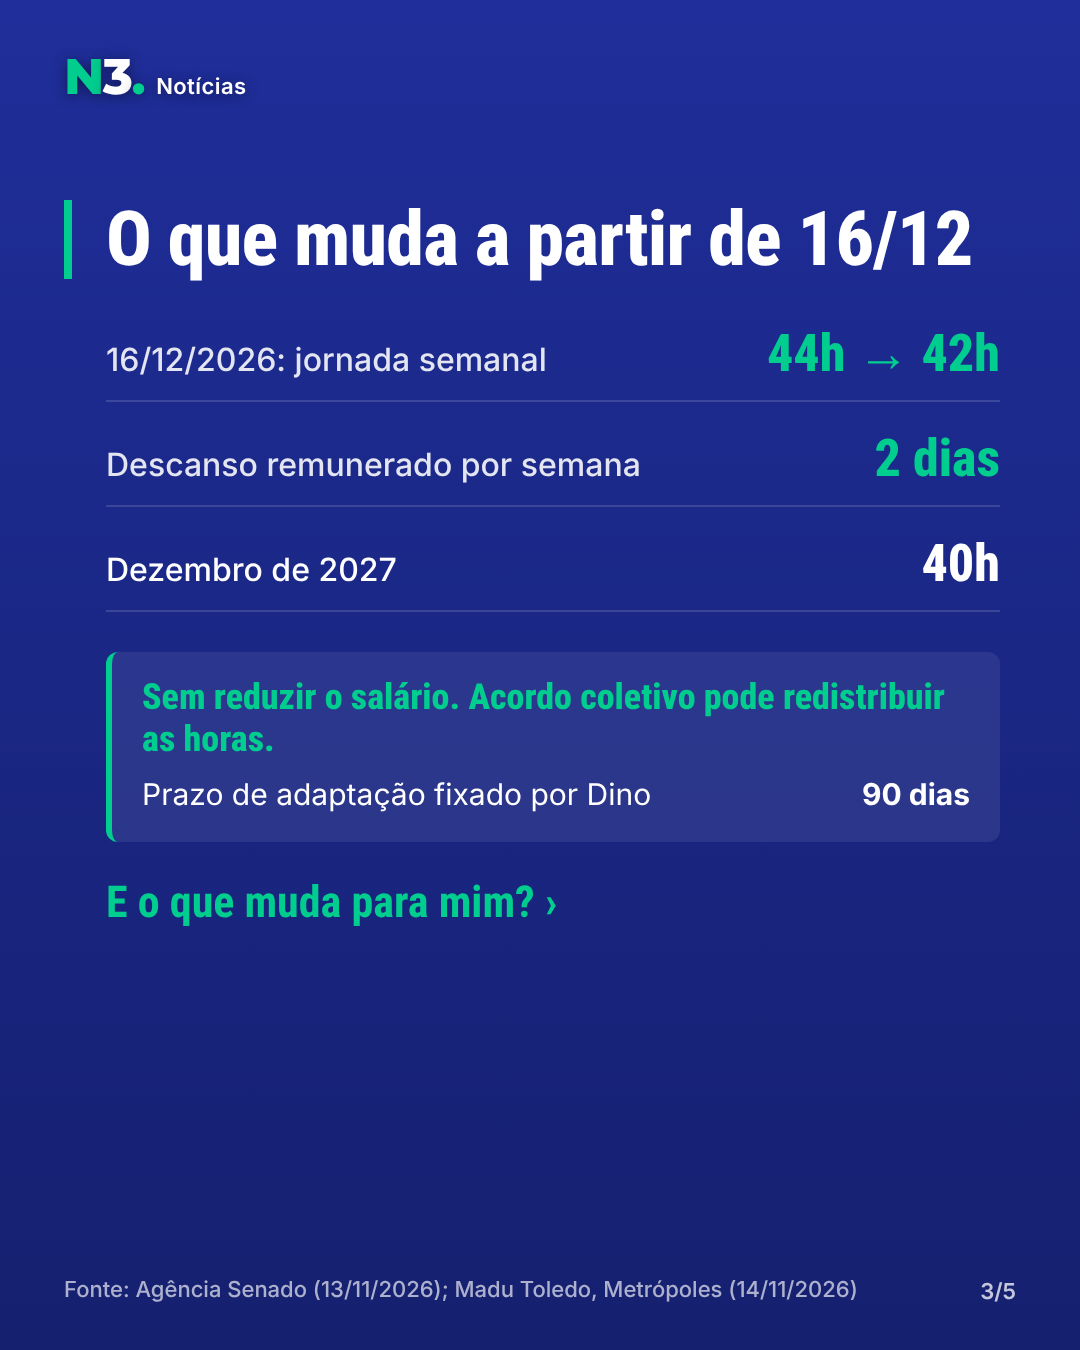 N3. Notícias
O que muda a partir de 16/12
16/12/2026: jornada semanal 44h → 42h
Descanso remunerado por semana 2 dias
Dezembro de 2027 40h
Sem reduzir o salário. Acordo coletivo pode redistribuir
as horas.
Prazo de adaptação fixado por Dino 90 dias
E o que muda para mim? ›
Fonte: Agência Senado (13/11/2026); Madu Toledo, Metrópoles (14/11/2026) 3/5